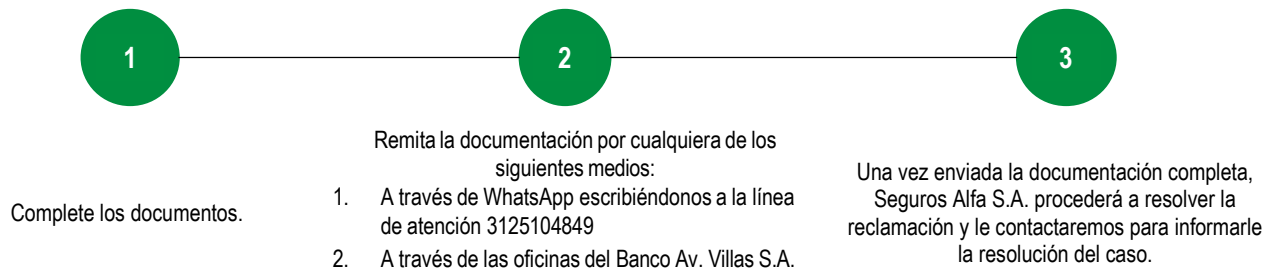 1
2
3
Complete los documentos.
Remita la documentación por cualquiera de los
siguientes medios:
1. A través de WhatsApp escribiéndonos a la línea
de atención 3125104849
2. A través de las oficinas del Banco Av. Villas S.A.
Una vez enviada la documentación completa,
Seguros Alfa S.A. procederá a resolver la
reclamación y le contactaremos para informarle
la resolución del caso.